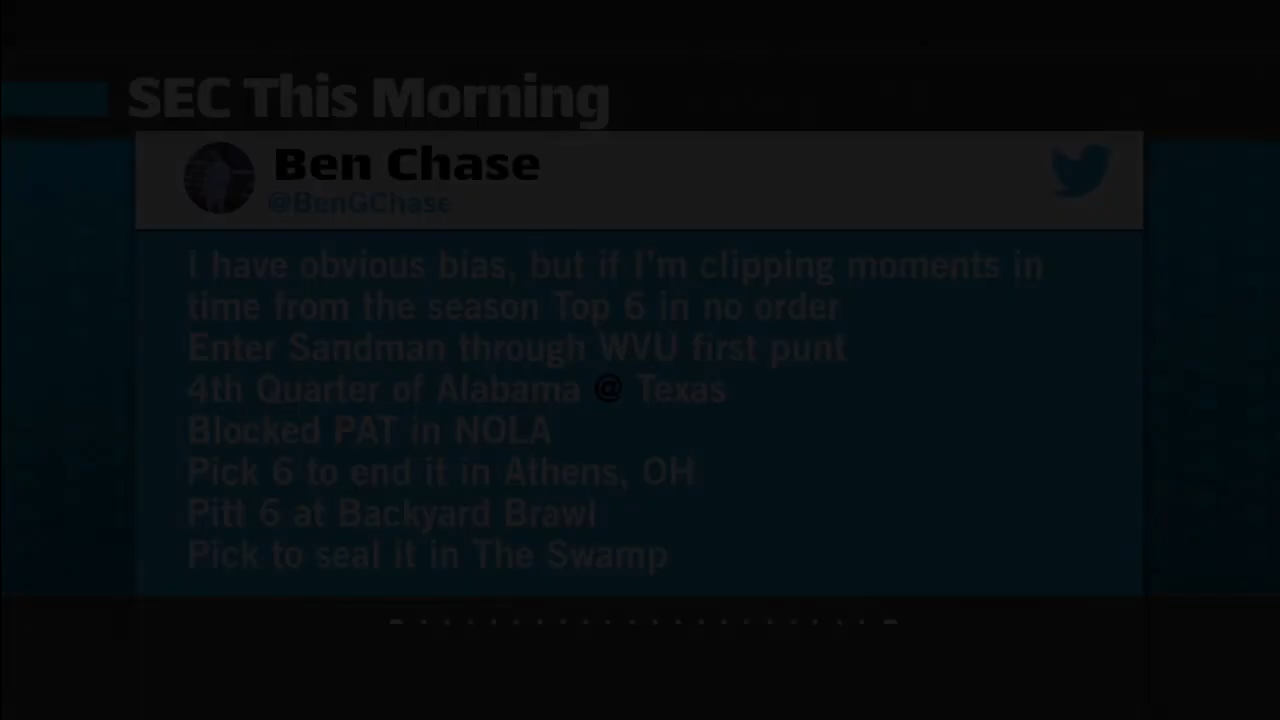 SEC This Morning
Ben Chase
@BenGChase
I have obvious bias, but if I'm clipping moments in
time from the season Top 6 in no order
Enter Sandman through WVU first punt
4th Quarter of Alabama @ Texas
Blocked PAT in NOLA
Pick 6 to end it in Athens, OH
Pitt 6 at Backyard Brawl
Pick to seal it in The Swamp